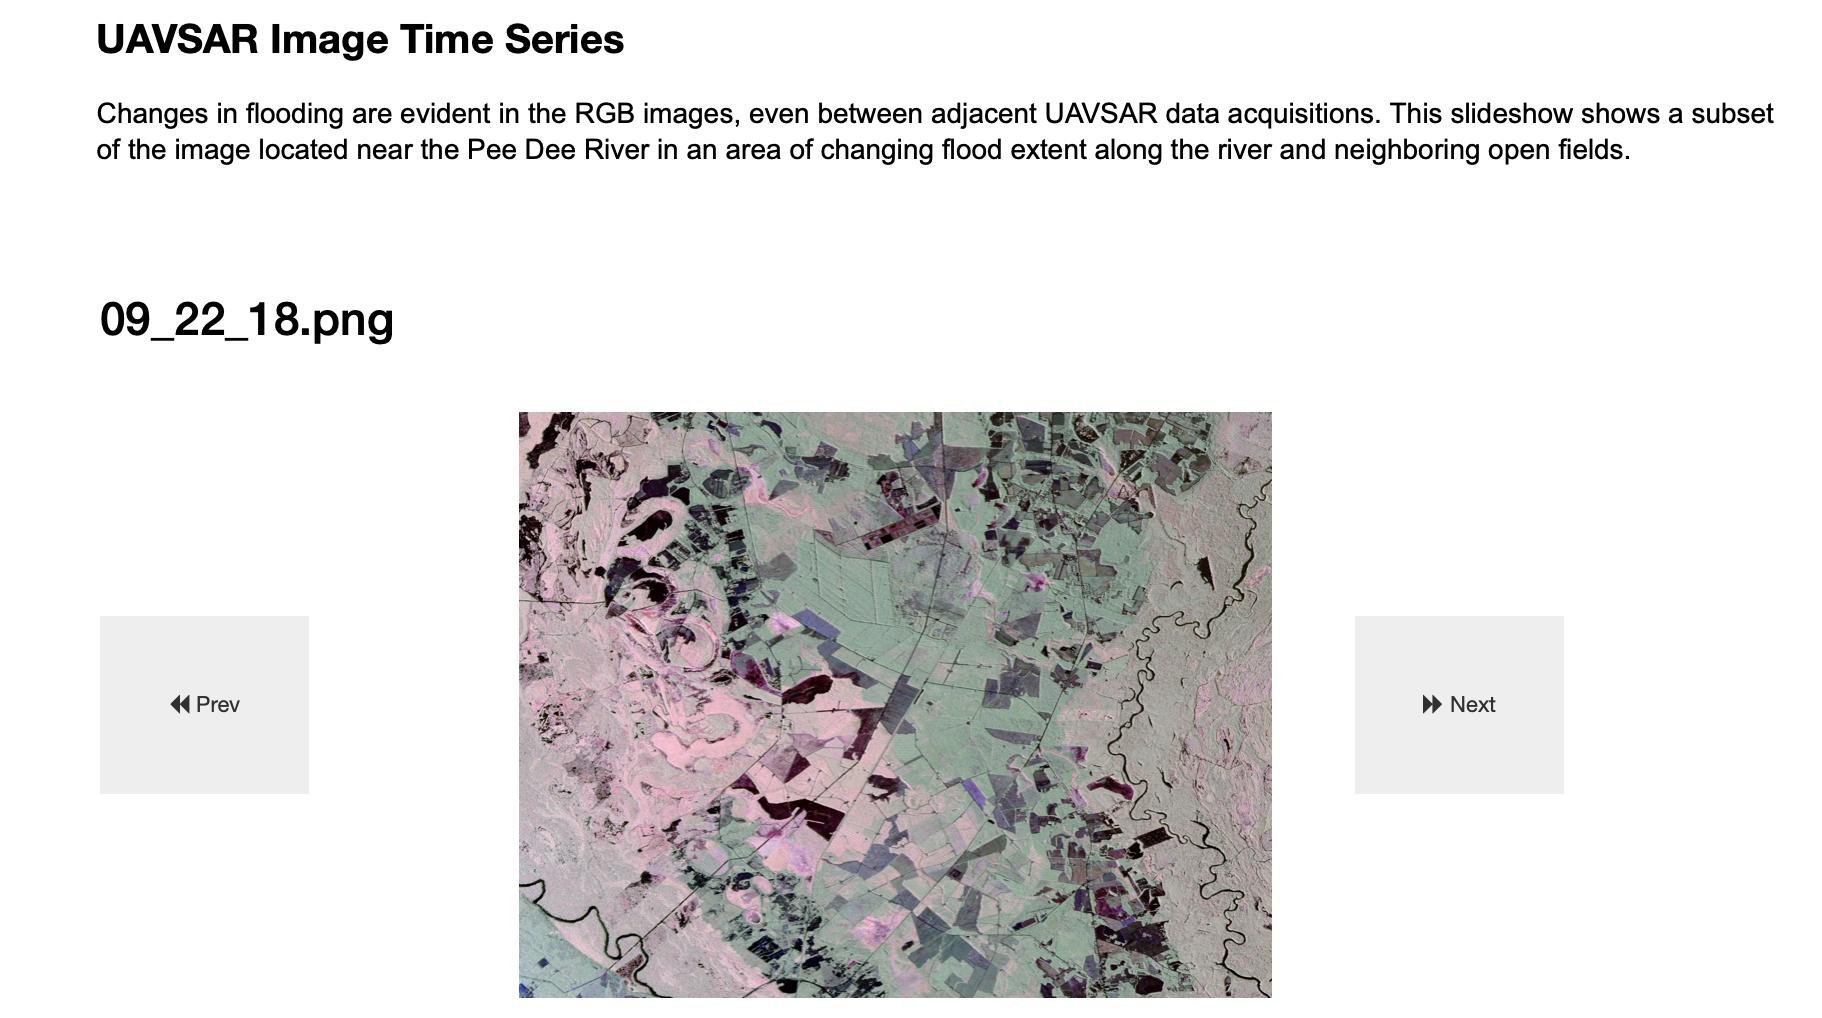 UAVSAR Image Time Series
Changes in flooding are evident in the RGB images, even between adjacent UAVSAR data acquisitions. This slideshow shows a subset
of the image located near the Pee Dee River in an area of changing flood extent along the river and neighboring open fields.
09_22_18.png
Prev
Next